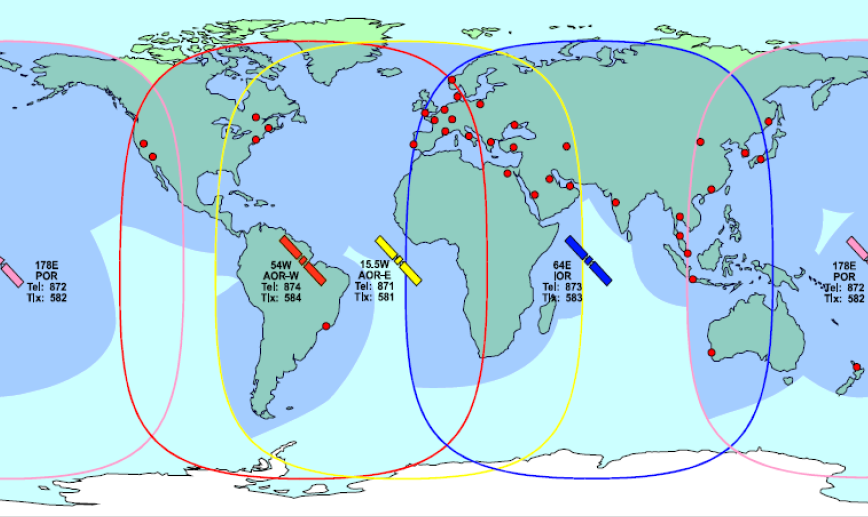 178E
POR
Tel: 872
Tlx: 582
54W
AOR-W
Tel: 874
Tlx: 584
15.5W
AOR-E
Tel: 871
Tlx: 581
64E
IOR
Tel: 873
Tlx: 583
178E
POR
Tel: 872
Tlx: 582